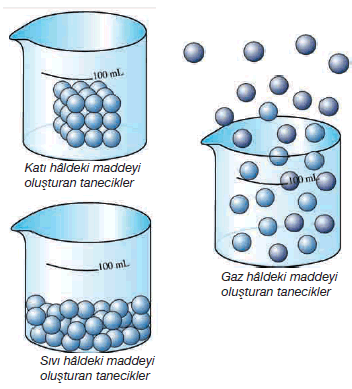 100 mL
Katı hâldeki maddeyi
oluşturan tanecikler
100 mL
Sıvı hâldeki maddeyi
oluşturan tanecikler
100 mL
Gaz hâldeki maddeyi
oluşturan tanecikler